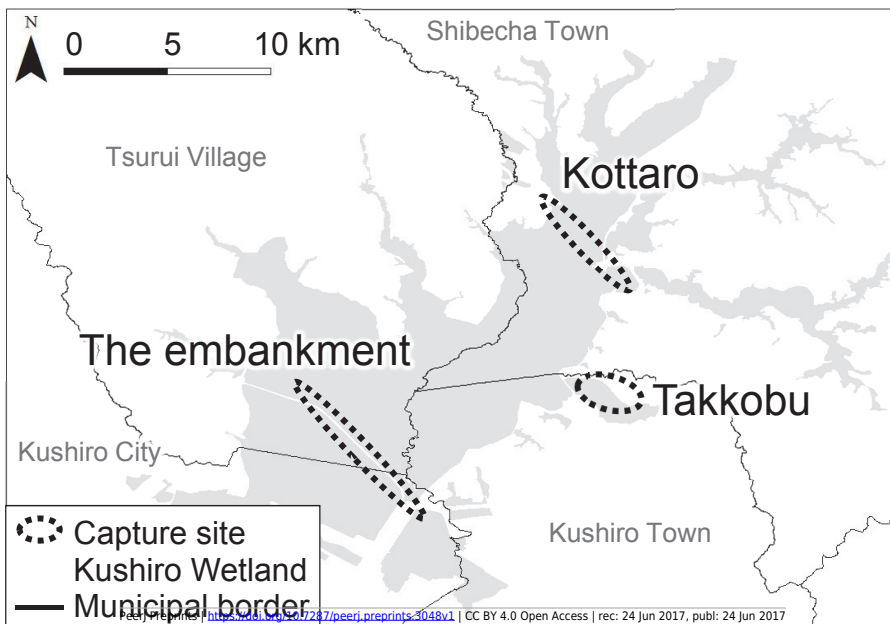 N
0 5 10 km
Shibecha Town
Tsurui Village
Kottaro
The embankment
Takkobu
Kushiro City
Kushiro Town
Capture site
Kushiro Wetland
Municipal border
PeerJ Preprints | https://doi.org/10.7287/peerj.preprints.3048v1 | CC BY 4.0 Open Access | rec: 24 Jun 2017, publ: 24 Jun 2017